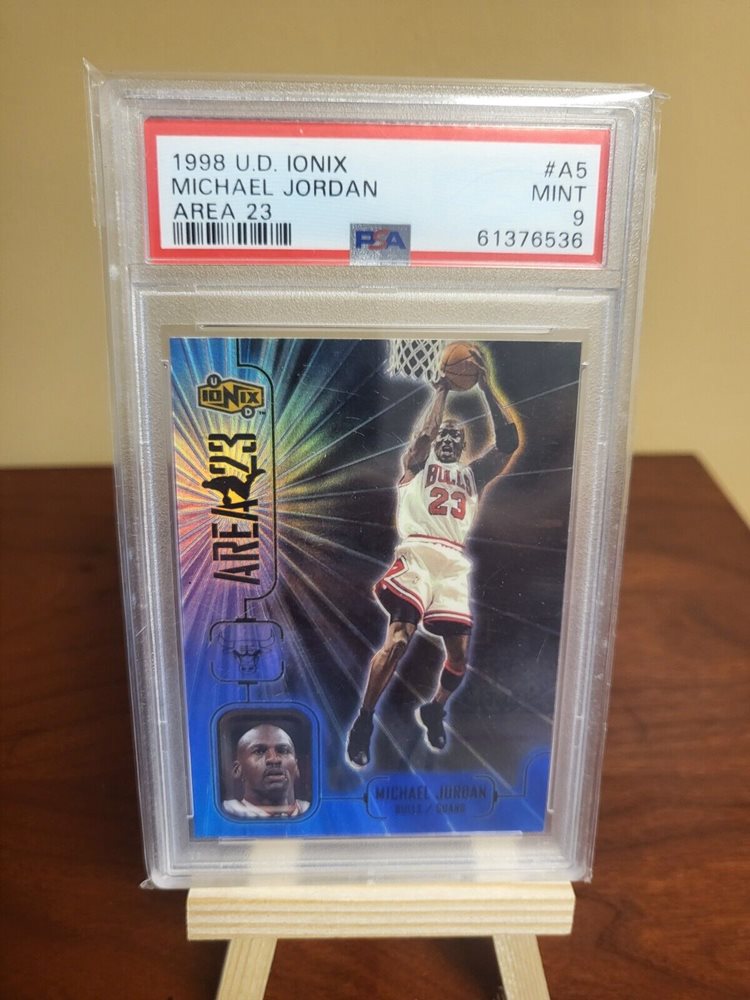 1998 U.D. IONIX #A5
MICHAEL JORDAN MINT
AREA 23 9
PSA 61376536
U
IONIX
D TM
AREA 23
BULLS
23
MICHAEL JORDAN
BULLS / GUARD